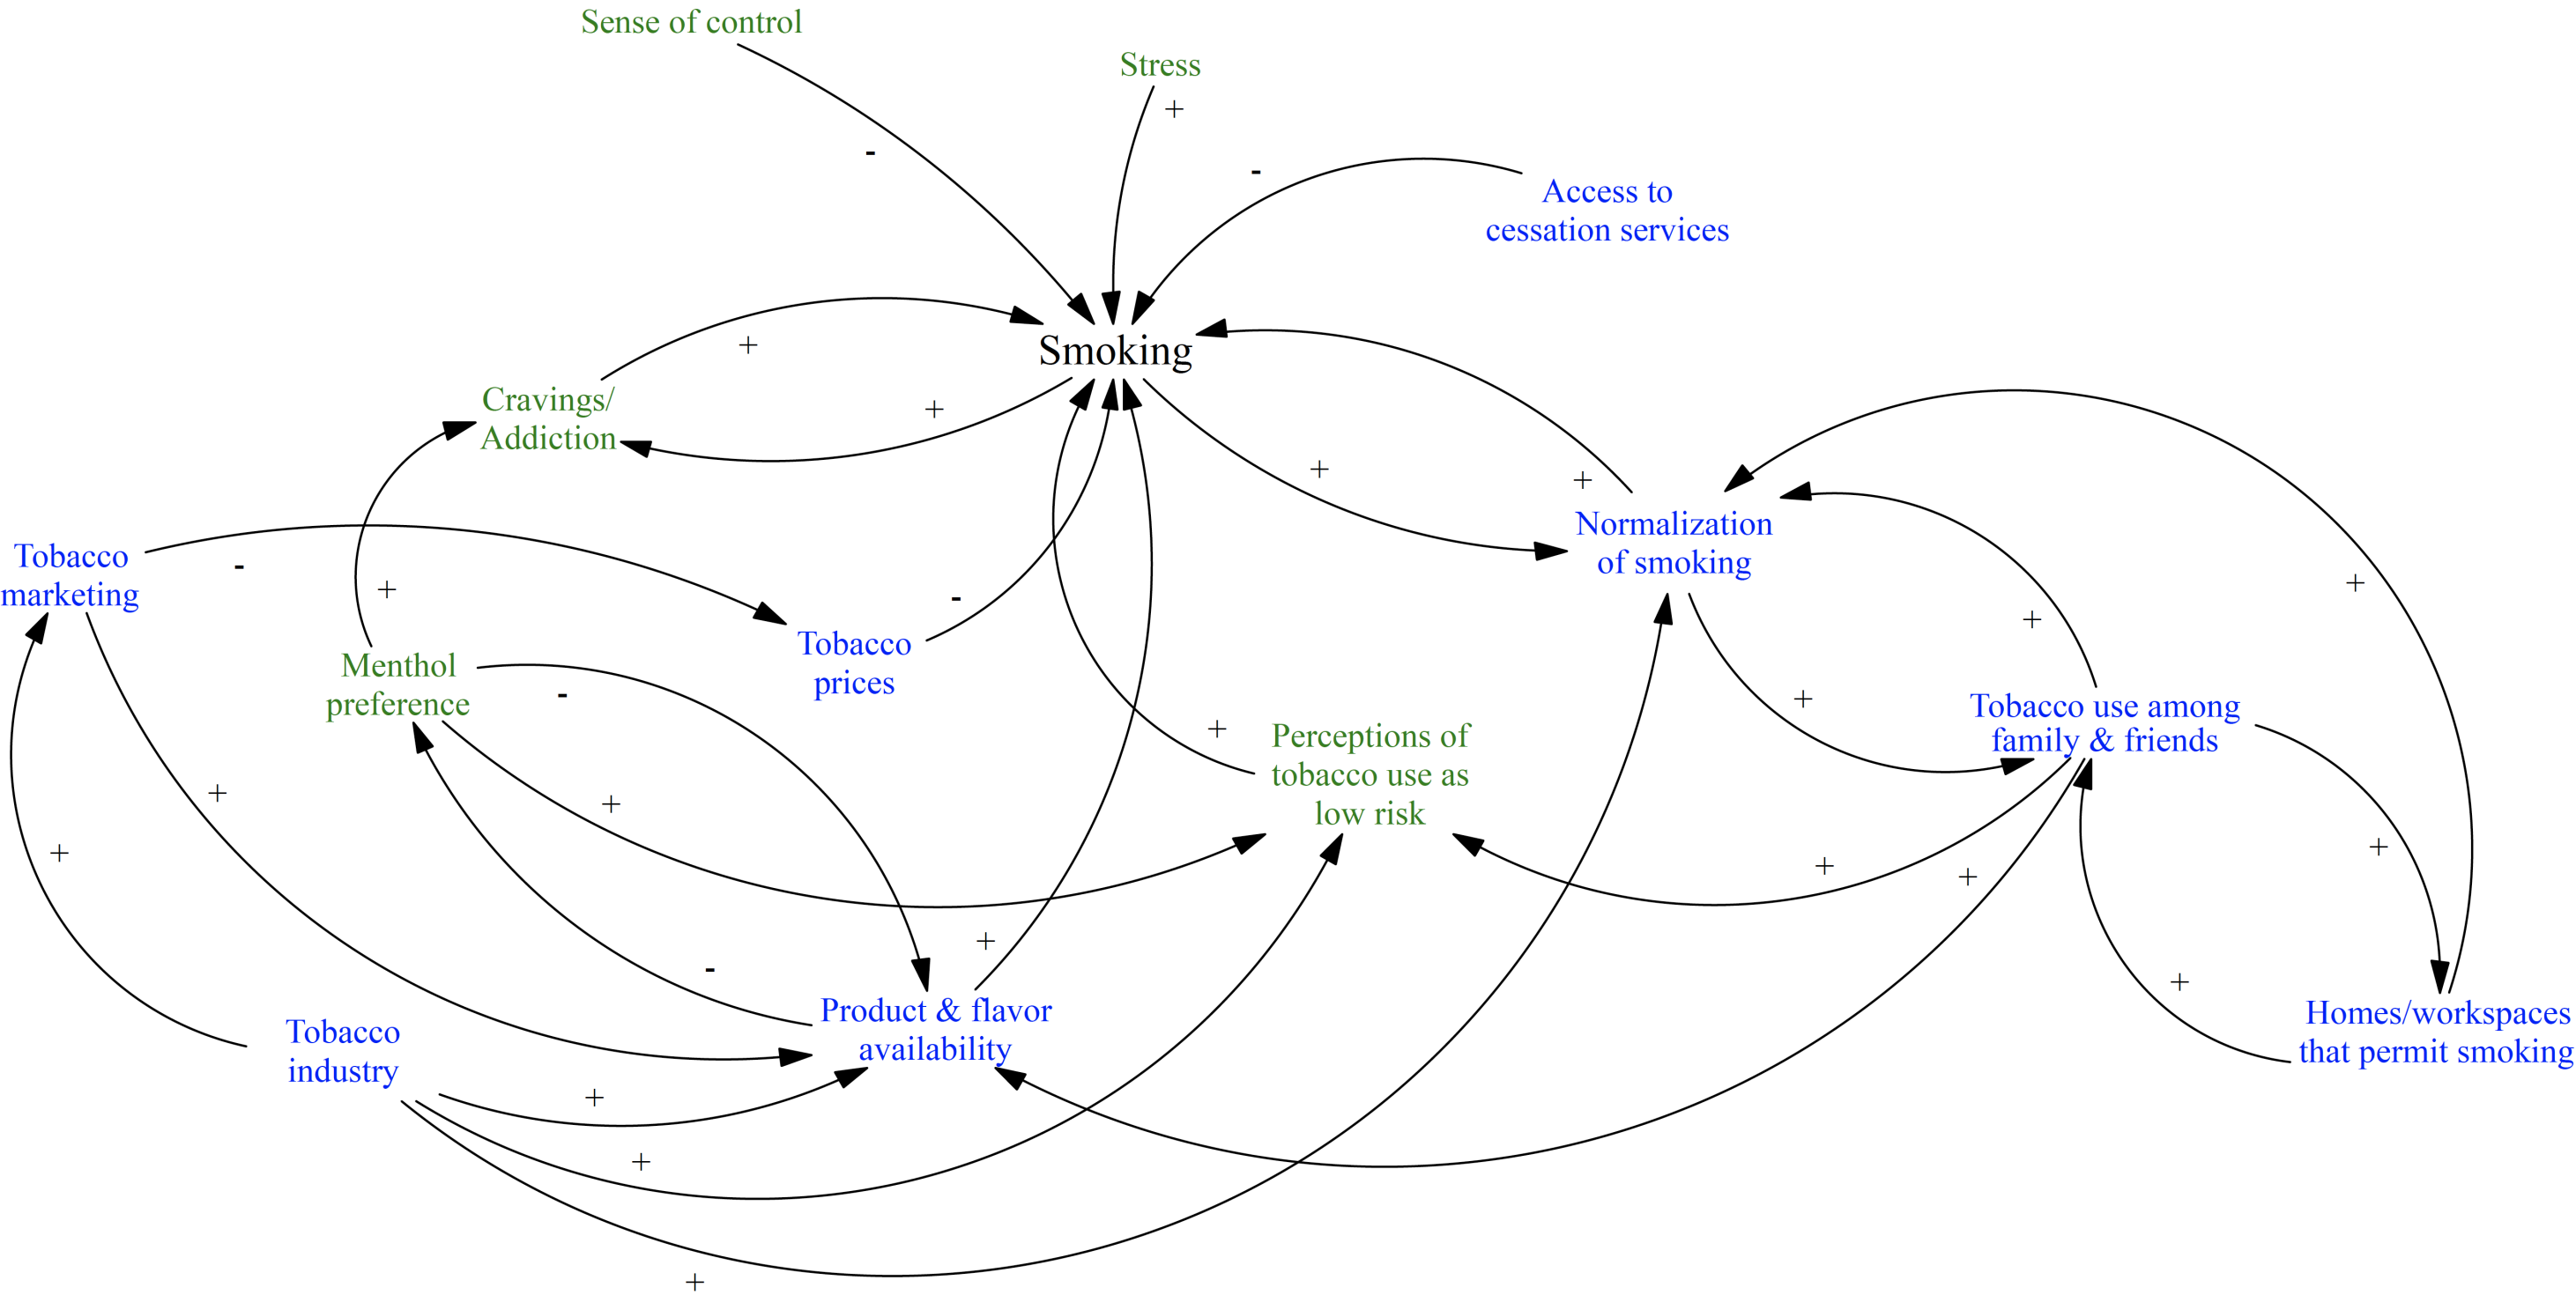 Sense of control
Stress
+
-
-
Access to
cessation services
Smoking
+
Cravings/
Addiction
+
+
+
Normalization
of smoking
Tobacco
marketing
-
+
-
+
+
Tobacco
prices
Menthol
preference
-
+
+
Perceptions of
tobacco use as
low risk
Tobacco use among
family & friends
+
+
+
+
+
+
+
-
+
Product & flavor
availability
Homes/workspaces
that permit smoking
Tobacco
industry
+
+
+